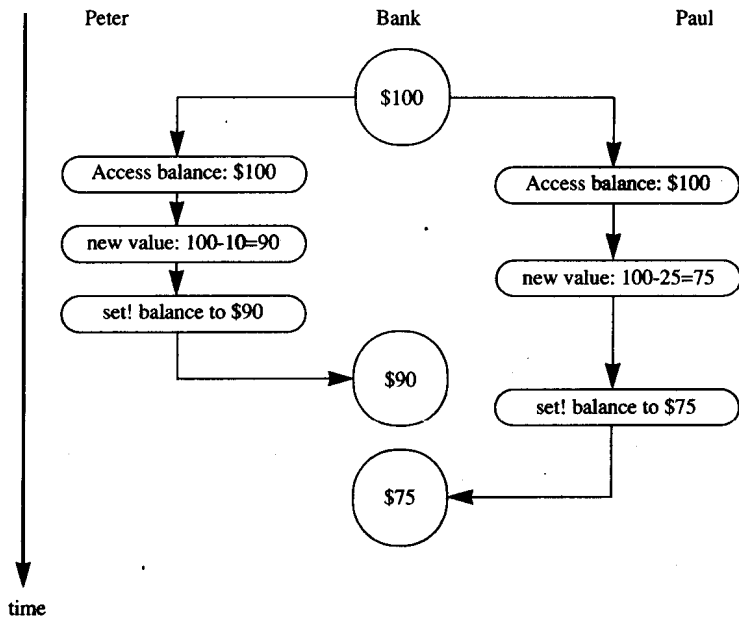 Peter
Bank
Paul
$100
Access balance: $100
Access balance: $100
new value: 100-10=90
new value: 100-25=75
set! balance to $90
$90
set! balance to $75
$75
time